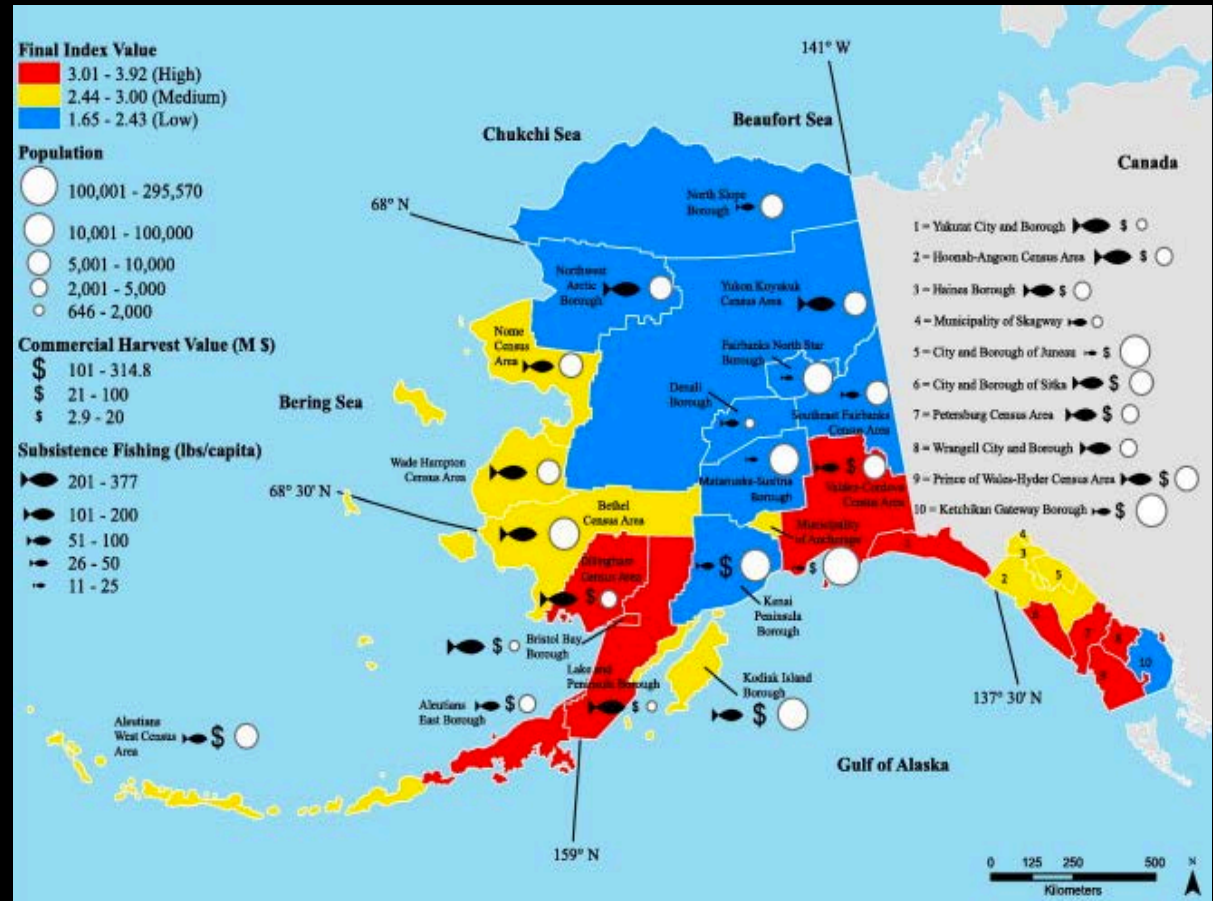 Final Index Value
3.01 - 3.92 (High)
2.44 - 3.00 (Medium)
1.65 - 2.43 (Low)
Population
100,001 - 295,570
10,001 - 100,000
5,001 - 10,000
2,001 - 5,000
646 - 2,000
Commercial Harvest Value (M $)
$ 101 - 314.8
$ 21 - 100
$ 2.9 - 20
Subsistence Fishing (lbs/capita)
201 - 377
101 - 200
51 - 100
26 - 50
11 - 25
141° W
Beaufort Sea
Chukchi Sea
Canada
68° N
North Slope
Borough
Northwest
Arctic
Borough
Yukon Koyukuk
Census Area
Nome
Census
Area
Fairbanks North Star
Borough
Denali
Borough
Southeast Fairbanks
Census Area
Bering Sea
Wade Hampton
Census Area
68° 30' N
Matanuska-Susitna
Borough
Valdez-Cordova
Census Area
$
Bethel
Census Area
Municipality
of Anchorage
$
Dillingham
Census Area
$
$
Kenai
Peninsula
Borough
$ Bristol Bay
Borough
Lake and
Peninsula Borough
$
Kodiak Island
Borough
$
Aleutians
East Borough
$
Aleutians
West Census
Area
$
1 = Yakutat City and Borough $
2 = Hoonah-Angoon Census Area $
3 = Haines Borough $
4 = Municipality of Skagway
5 = City and Borough of Juneau $
6 = City and Borough of Sitka $
7 = Petersburg Census Area $
8 = Wrangell City and Borough
9 = Prince of Wales-Hyder Census Area $
10 = Ketchikan Gateway Borough $
1
4
3
2
5
6
7
8
9
10
137° 30' N
Gulf of Alaska
159° N
0 125 250 500
Kilometers
N